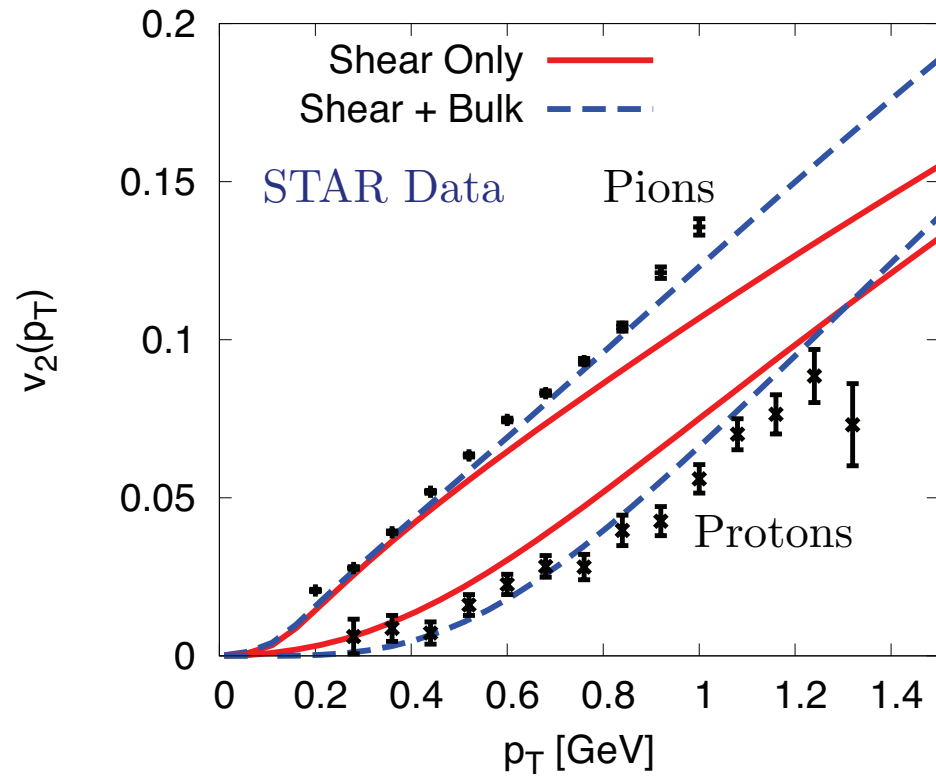 Shear Only
Shear + Bulk
STAR Data
Pions
Protons
v2(pT)
0.2
0.15
0.1
0.05
0
0 0.2 0.4 0.6 0.8 1 1.2 1.4
pT [GeV]